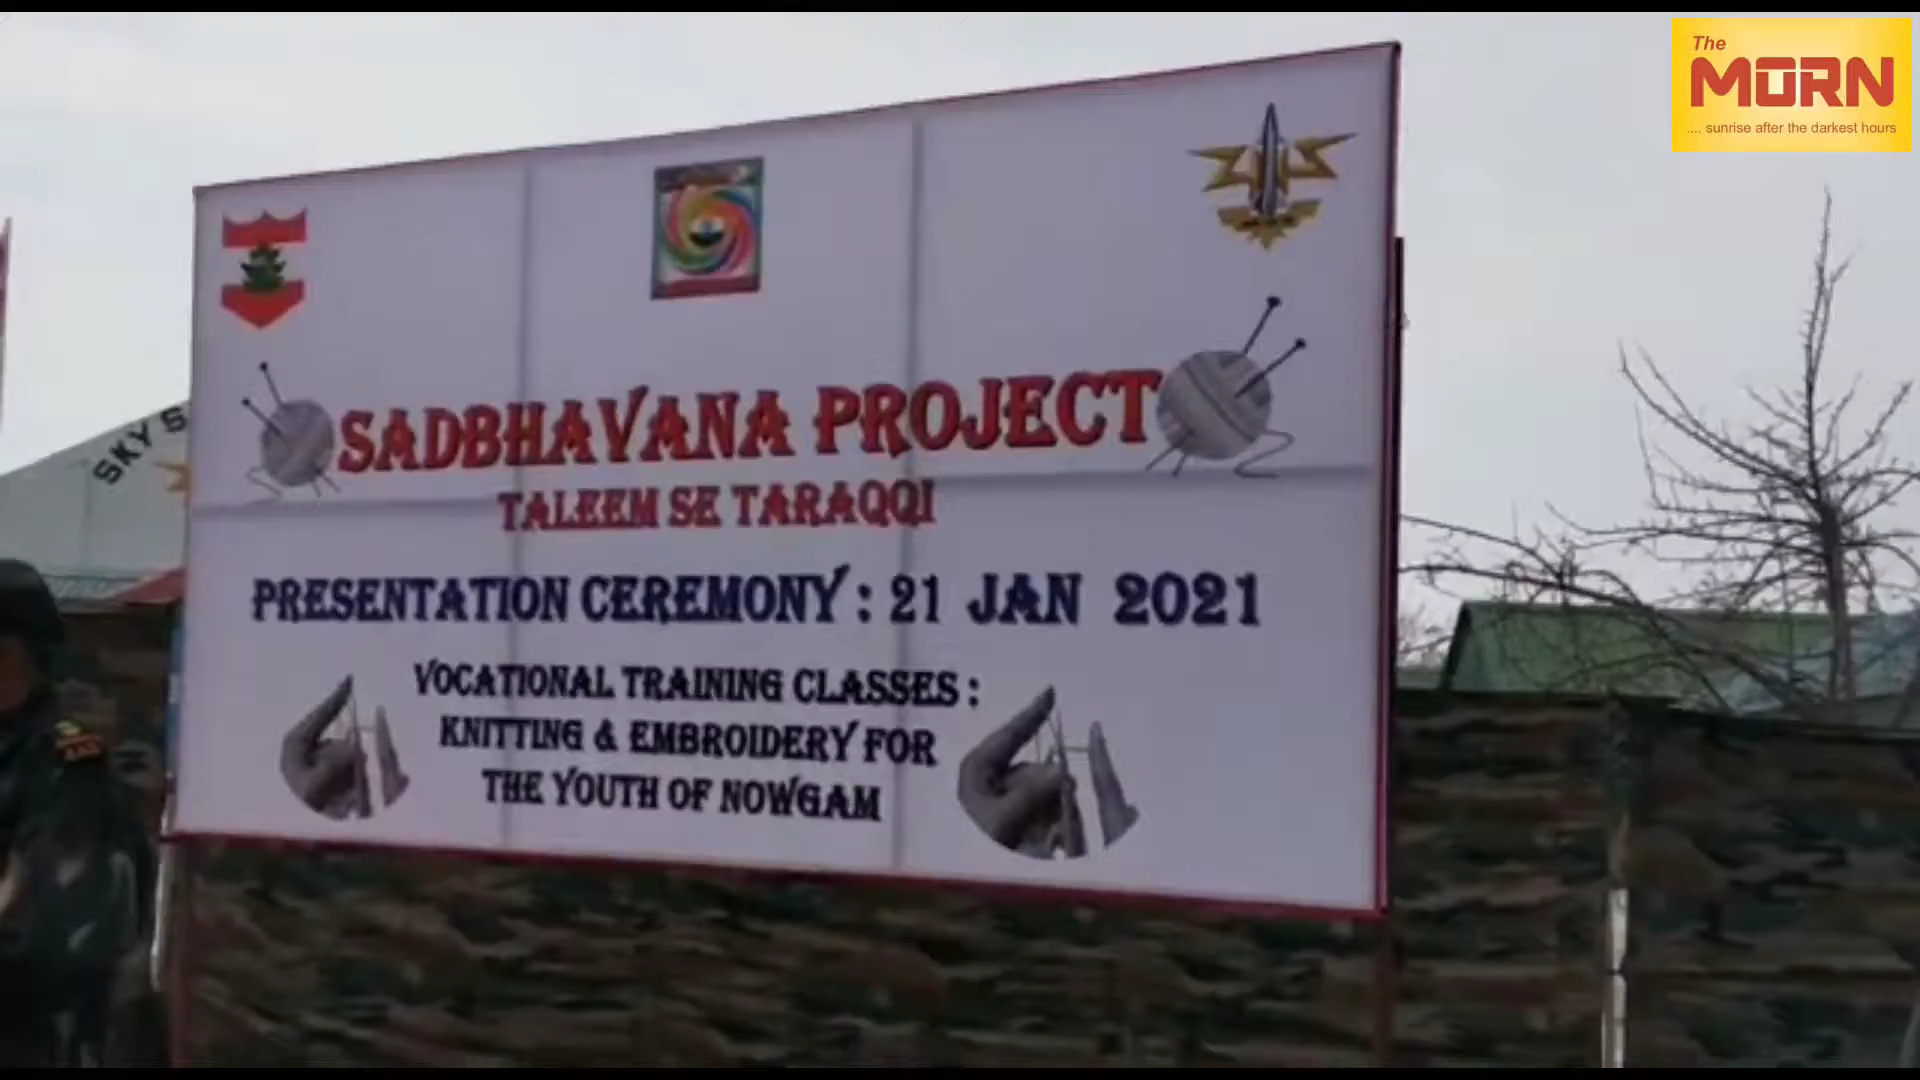 The
MORN
.... sunrise after the darkest hours
SKY S
SADBHAVANA PROJECT
TALEEM SE TARAQQI
PRESENTATION CEREMONY : 21 JAN 2021
VOCATIONAL TRAINING CLASSES :
KNITTING & EMBROIDERY FOR
THE YOUTH OF NOWGAM